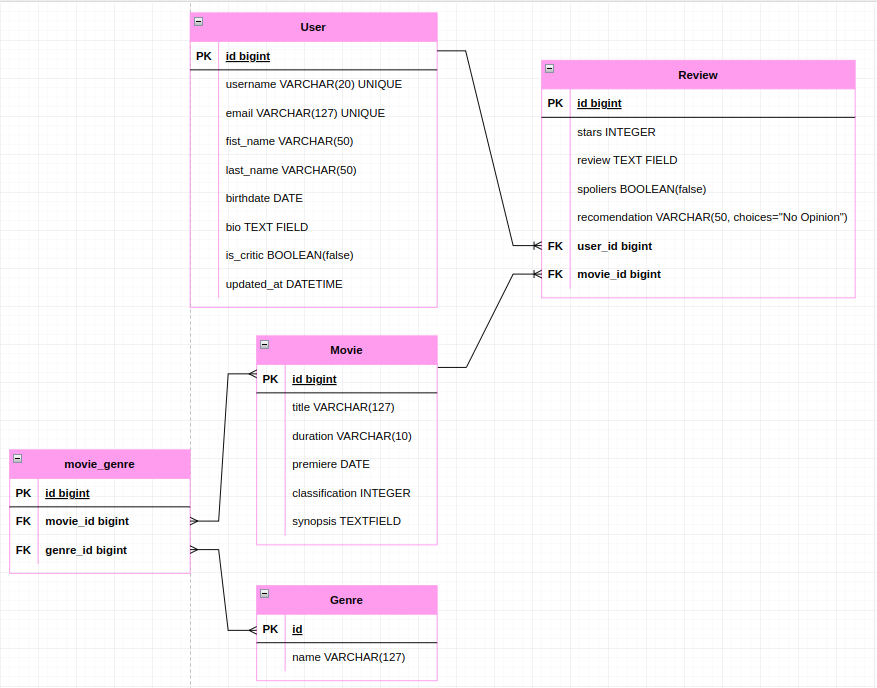 User
PK id bigint
username VARCHAR(20) UNIQUE
email VARCHAR(127) UNIQUE
fist_name VARCHAR(50)
last_name VARCHAR(50)
birthdate DATE
bio TEXT FIELD
is_critic BOOLEAN(false)
updated_at DATETIME
Review
PK id bigint
stars INTEGER
review TEXT FIELD
spoliers BOOLEAN(false)
recomendation VARCHAR(50, choices="No Opinion")
FK user_id bigint
FK movie_id bigint
Movie
PK id bigint
title VARCHAR(127)
duration VARCHAR(10)
premiere DATE
classification INTEGER
synopsis TEXTFIELD
movie_genre
PK id bigint
FK movie_id bigint
FK genre_id bigint
Genre
PK id
name VARCHAR(127)